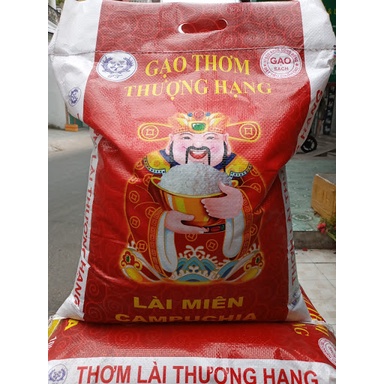 GẠO THƠM
THƯỢNG HẠNG
GẠO
SẠCH
LÀI MIÊN
CAMPUCHIA
THƠM LÀI THƯỢNG HẠNG